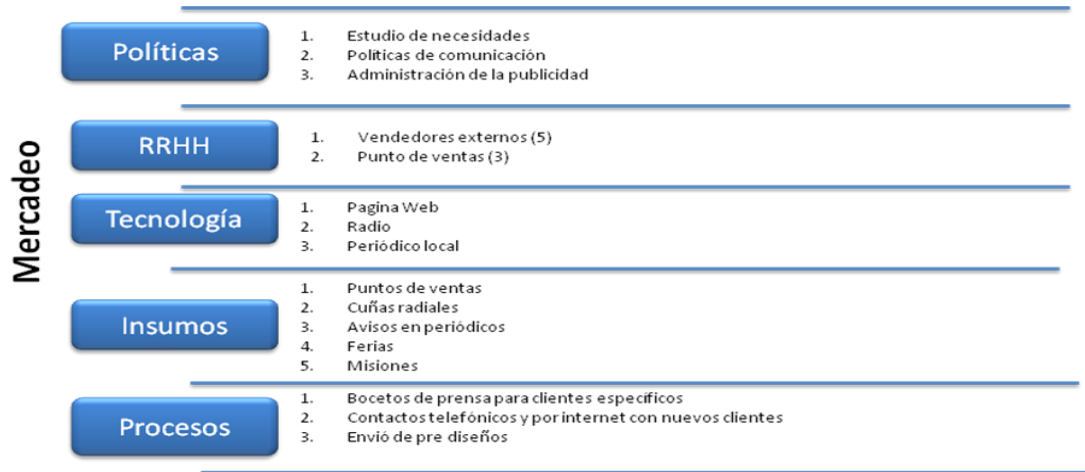 Mercadeo
Políticas
1. Estudio de necesidades
2. Políticas de comunicación
3. Administración de la publicidad
RRHH
1. Vendedores externos (5)
2. Punto de ventas (3)
Tecnología
1. Pagina Web
2. Radio
3. Periódico local
Insumos
1. Puntos de ventas
2. Cuñas radiales
3. Avisos en periódicos
4. Ferias
5. Misiones
Procesos
1. Bocetos de prensa para clientes específicos
2. Contactos telefónicos y por internet con nuevos clientes
3. Envió de pre diseños